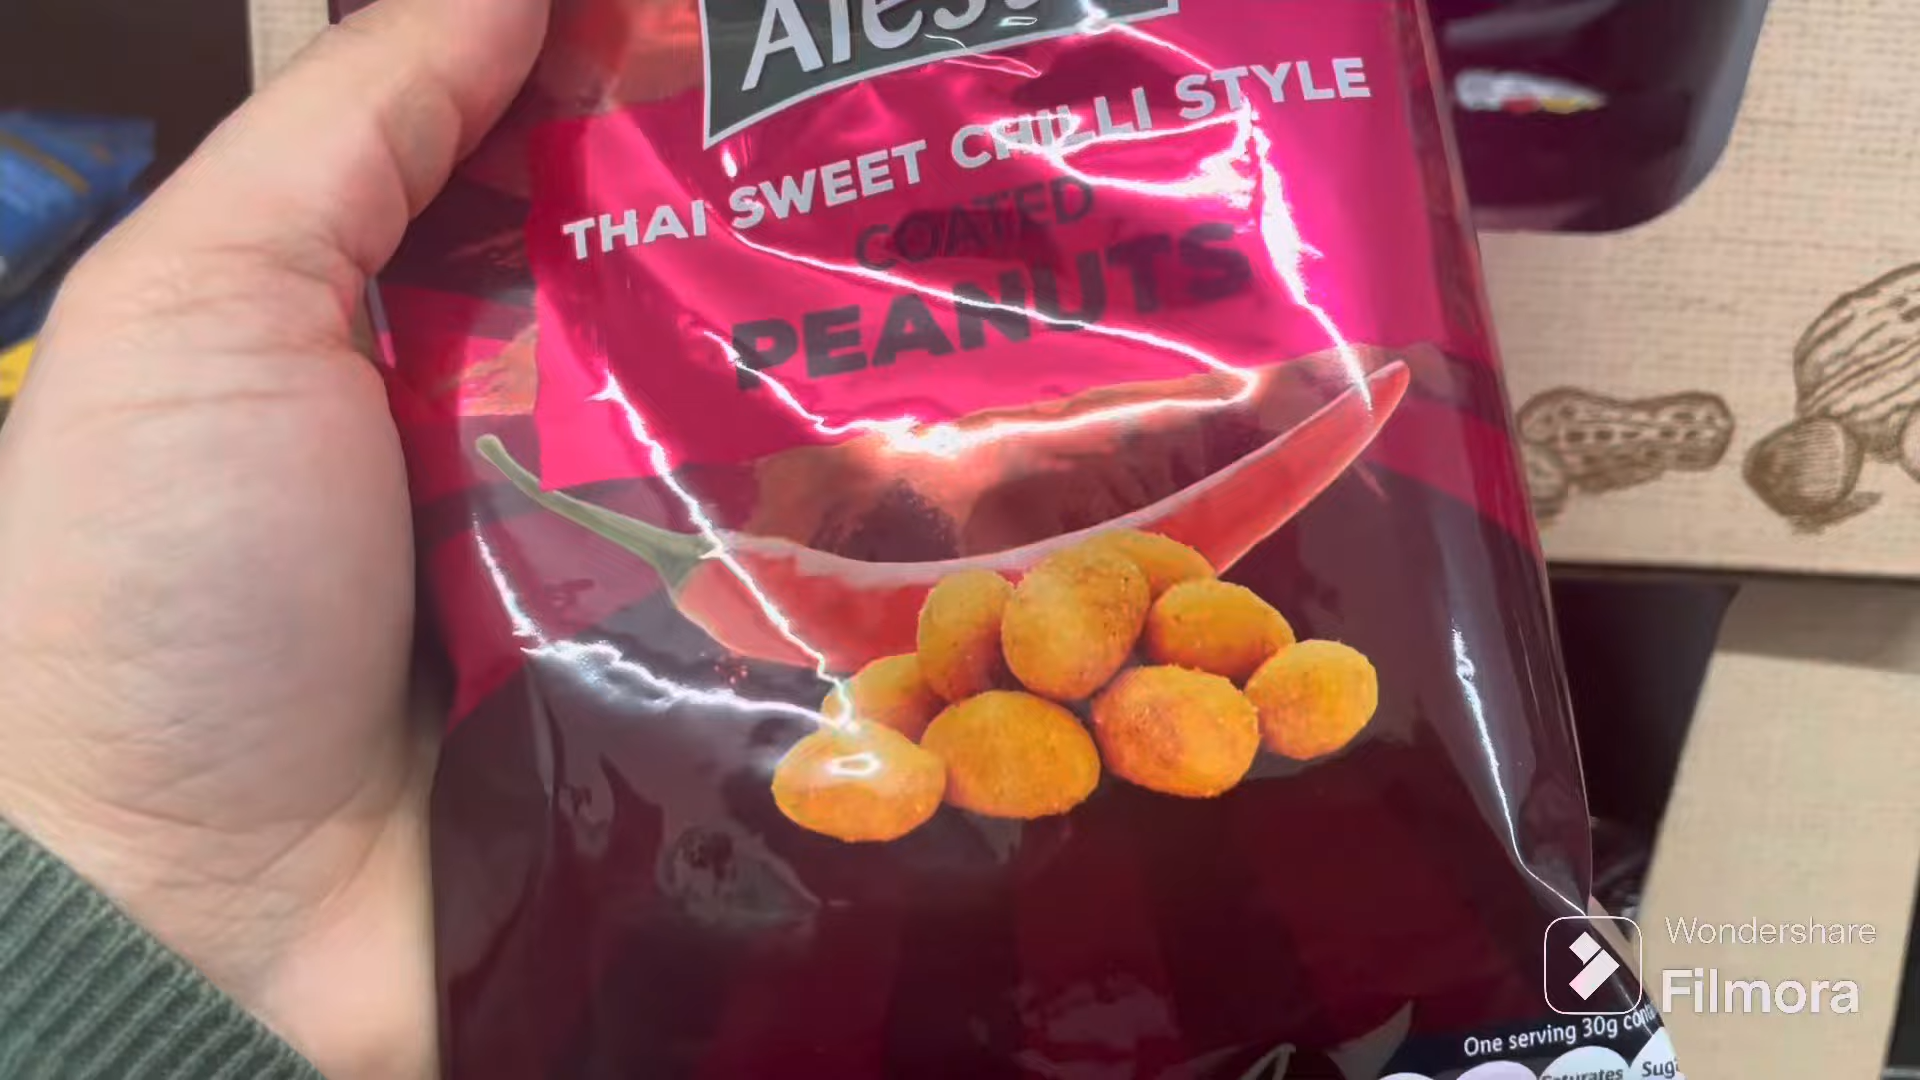 THAI SWEET CHILLI STYLE
COATED
PEANUTS
Wondershare
Filmora
One serving 30g